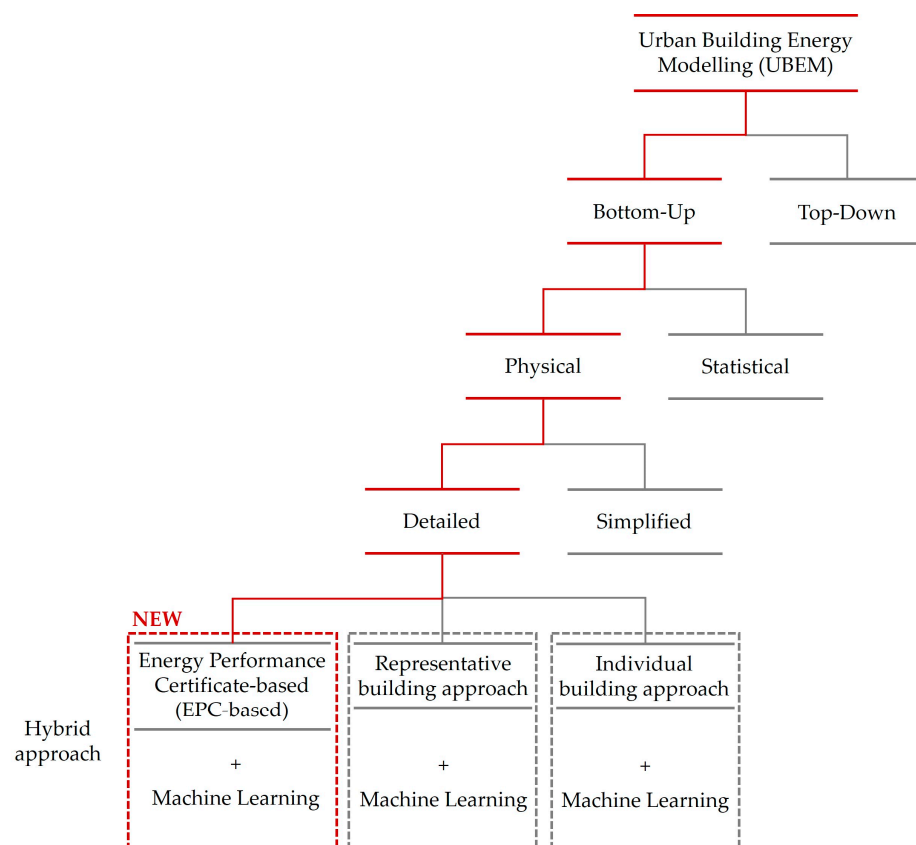 Urban Building Energy
Modelling (UBEM)
Bottom-Up
Top-Down
Physical
Statistical
Detailed
Simplified
NEW
Energy Performance
Certificate-based
(EPC-based)
Representative
building approach
Individual
building approach
Hybrid
approach
+
+
+
Machine Learning
Machine Learning
Machine Learning